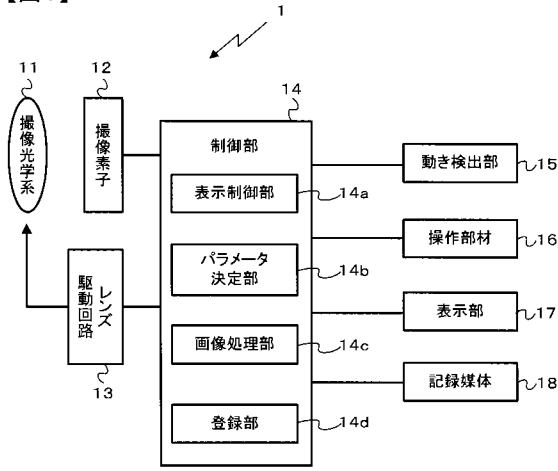 1
11
12
14
撮像光学系
撮像素子
制御部
表示制御部
14a
パラメータ
決定部
14b
画像処理部
14c
登録部
14d
レンズ
駆動回路
13
動き検出部
15
操作部材
16
表示部
17
記録媒体
18